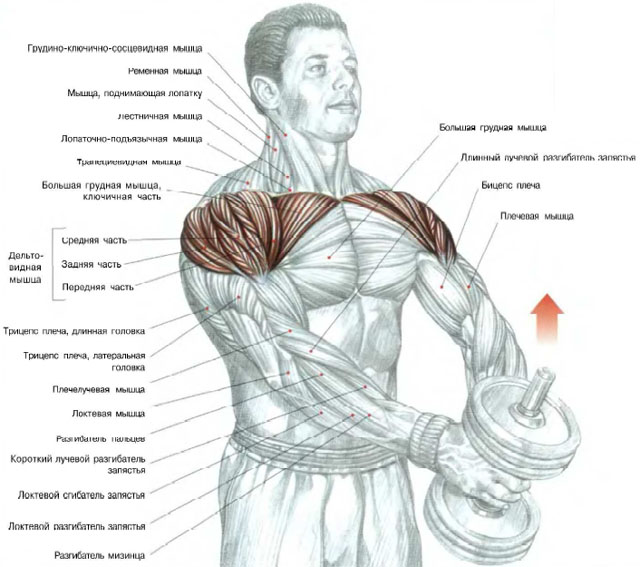 Грудино-ключично-сосцевидная мышца
Ременная мышца
Мышца, поднимающая лопатку
Лестничная мышца
Лопаточно-подъязычная мышца
Трапециевидная мышца
Большая грудная мышца,
ключичная часть
Дельто-
видная
мышца
Средняя часть
Задняя часть
Передняя часть
Трицепс плеча, длинная головка
Трицепс плеча, латеральная
головка
Плечелучевая мышца
Локтевая мышца
Разгибатель пальцев
Короткий лучевой разгибатель
запястья
Локтевой сгибатель запястья
Локтевой разгибатель запястья
Разгибатель мизинца
Большая грудная мышца
Длинный лучевой разгибатель запястья
Бицепс плеча
Плечевая мышца